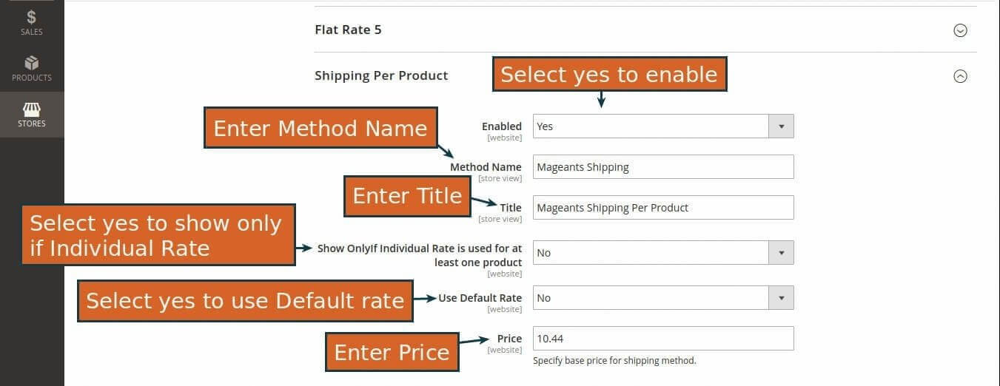 $
SALES
PRODUCTS
STORES
Flat Rate 5
Shipping Per Product
Select yes to enable
Enabled
[website]
Yes
Enter Method Name
Method Name
[store view]
Mageants Shipping
Enter Title
Title
[store view]
Mageants Shipping Per Product
Select yes to show only
if Individual Rate
Show OnlyIf Individual Rate is used for at
least one product
[website]
No
Select yes to use Default rate
Use Default Rate
[website]
No
Enter Price
Price
[website]
10.44
Specify base price for shipping method.